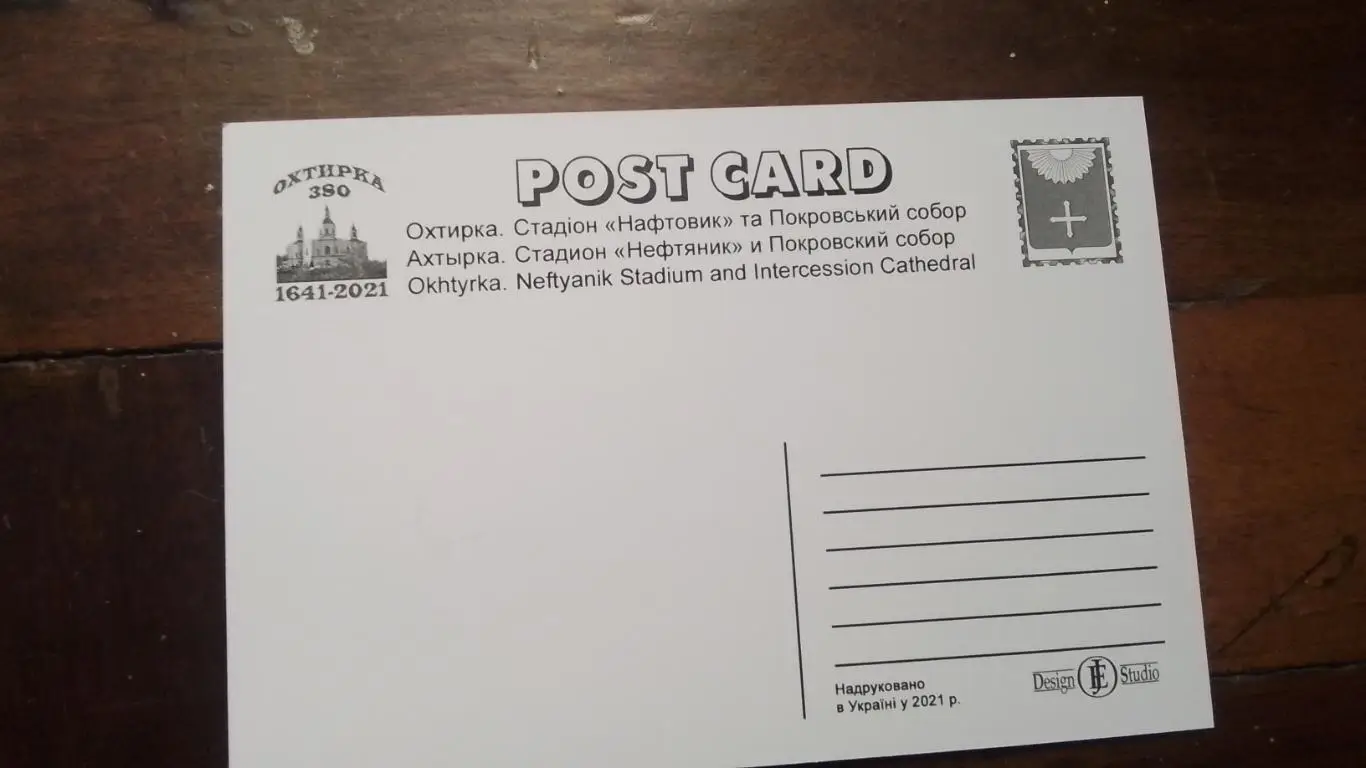 ОХТИРКА
380
1641-2021
POST CARD
Охтирка. Стадіон «Нафтовик» та Покровський собор
Ахтырка. Стадион «Нефтяник» и Покровский собор
Okhtyrka. Neftyanik Stadium and Intercession Cathedral
Надруковано
в Україні у 2021 р.
Design Studio